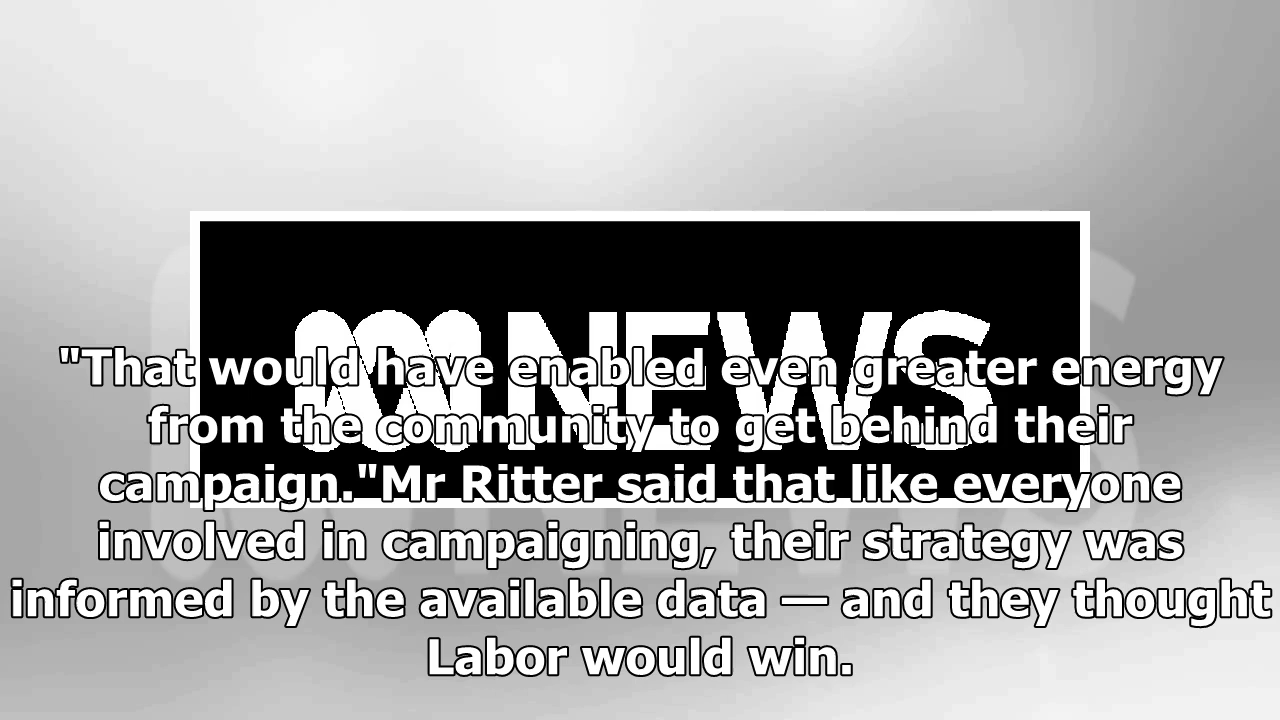 NEWS
"That would have enabled even greater energy
from the community to get behind their
campaign."Mr Ritter said that like everyone
involved in campaigning, their strategy was
informed by the available data — and they thought
Labor would win.